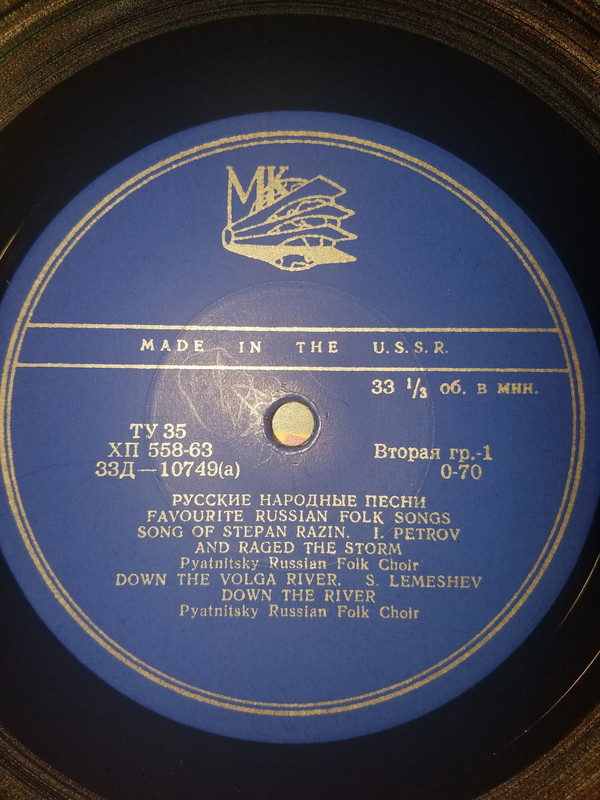 МК
MADE IN THE U.S.S.R.
33 1/3 об. в мин.
ТУ 35
ХП 558-63
33Д—10749(а)
Вторая гр.-1
0-70
РУССКИЕ НАРОДНЫЕ ПЕСНИ
FAVOURITE RUSSIAN FOLK SONGS
SONG OF STEPAN RAZIN. I. PETROV
AND RAGED THE STORM
Pyatnitsky Russian Folk Choir
DOWN THE VOLGA RIVER. S. LEMESHEV
DOWN THE RIVER
Pyatnitsky Russian Folk Choir